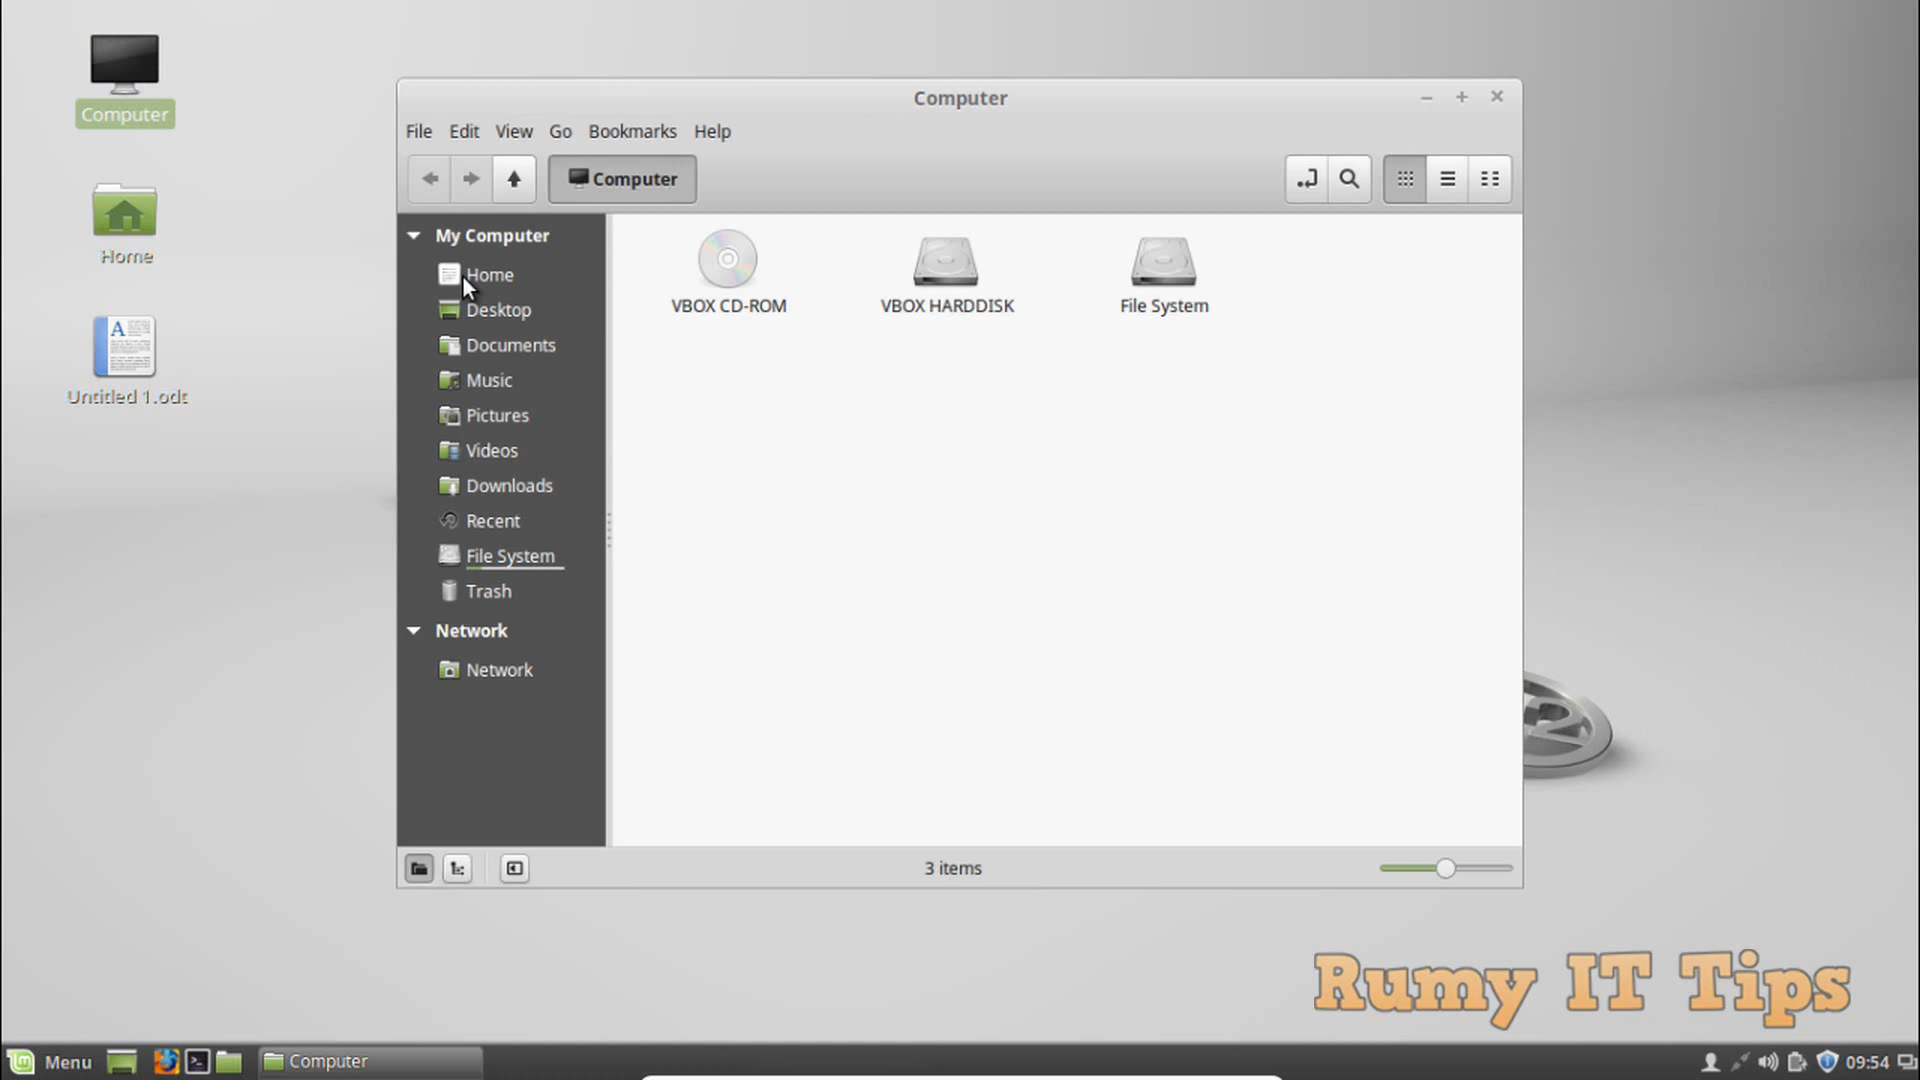 Computer
Home
Untitled 1.odt
Computer
File Edit View Go Bookmarks Help
Computer
My Computer
Home
Desktop
Documents
Music
Pictures
Videos
Downloads
Recent
File System
Trash
Network
Network
VBOX CD-ROM
VBOX HARDDISK
File System
3 items
Rumy IT Tips
Menu
Computer
09:54